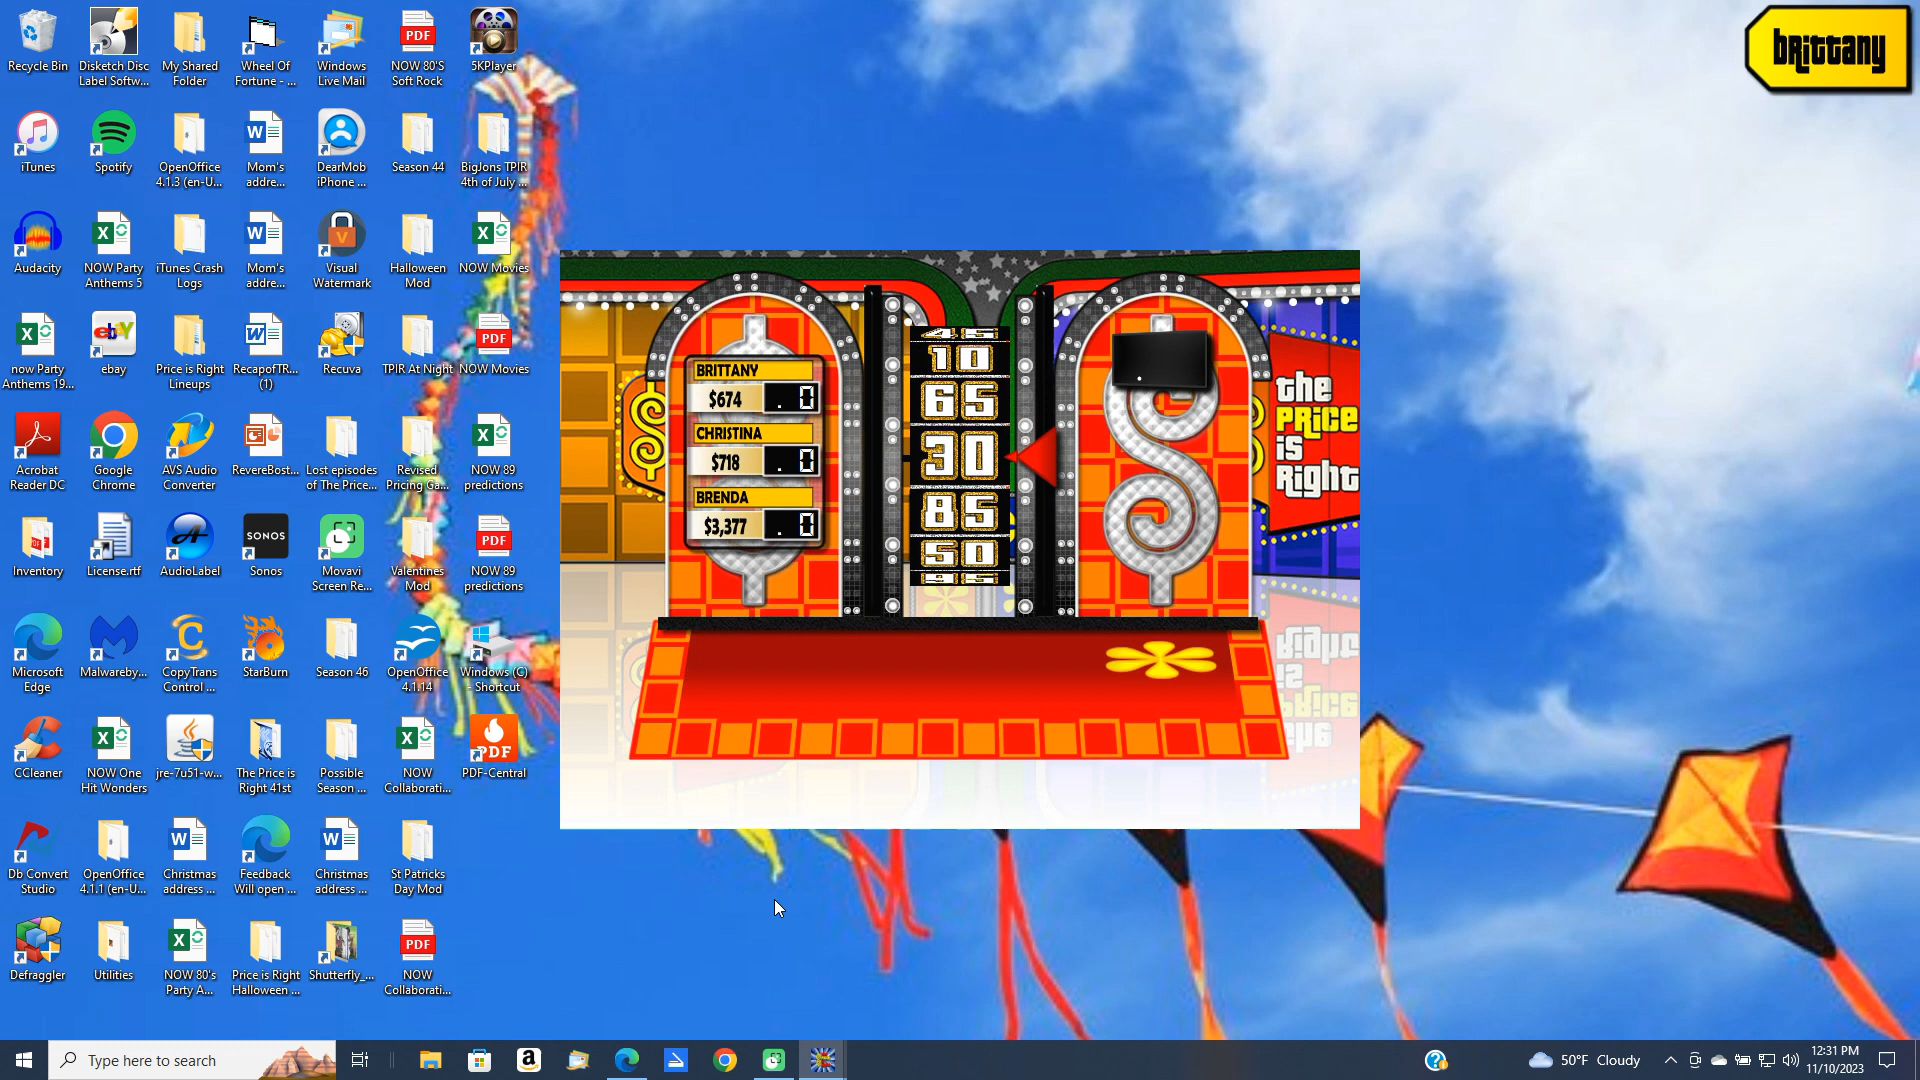 Recycle Bin
Disketch Disc
Label Softw...
My Shared
Folder
Wheel Of
Fortune - ...
Windows
Live Mail
PDF
NOW 80'S
Soft Rock
5KPlayer
iTunes
Spotify
OpenOffice
4.1.3 (en-U...
Mom's
addre...
DearMob
iPhone ...
Season 44
BigJons TPIR
4th of July ...
Audacity
NOW Party
Anthems 5
iTunes Crash
Logs
Mom's
addre...
Visual
Watermark
Halloween
Mod
NOW Movies
now Party
Anthems 19...
ebay
Price is Right
Lineups
RecapofTR...
(1)
Recuva
TPIR At Night
PDF
NOW Movies
Acrobat
Reader DC
Google
Chrome
AVS Audio
Converter
RevereBost...
Lost episodes
of The Price...
Revised
Pricing Ga...
NOW 89
predictions
Inventory
License.rtf
AudioLabel
SONOS
Sonos
Movavi
Screen Re...
Valentines
Mod
PDF
NOW 89
predictions
Microsoft
Edge
Malwareby...
CopyTrans
Control ...
StarBurn
Season 46
OpenOffice
4.1.14
Windows (C)
- Shortcut
CCleaner
NOW One
Hit Wonders
jre-7u51-w...
The Price is
Right 41st
Possible
Season ...
NOW
Collaborati...
PDF
PDF-Central
Db Convert
Studio
OpenOffice
4.1.1 (en-U...
Christmas
address ...
Feedback
Will open ...
Christmas
address ...
St Patricks
Day Mod
Defraggler
Utilities
NOW 80's
Party A...
Price is Right
Halloween ...
Shutterfly_...
PDF
NOW
Collaborati...
BRITTANY
BRITTANY
$674
. 0
CHRISTINA
$718
. 0
BRENDA
$3,377
. 0
45
10
65
30
85
50
the
PRICE
is
Right
Type here to search
50°F Cloudy
12:31 PM
11/10/2023